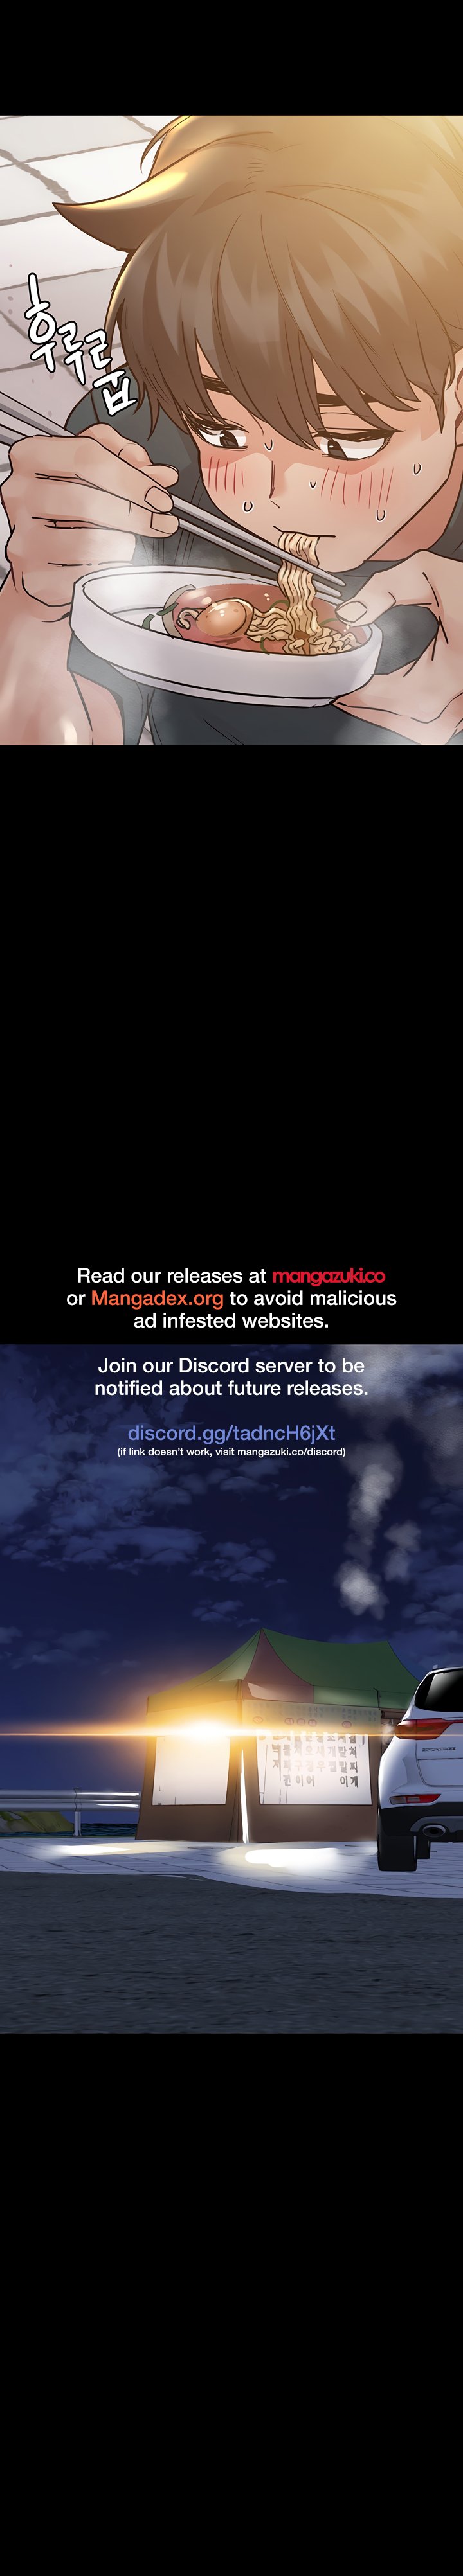 후루룹
Read our releases at mangazuki.co
or Mangadex.org to avoid malicious
ad infested websites.
Join our Discord server to be
notified about future releases.
discord.gg/tadncH6jXt
(if link doesn't work, visit mangazuki.co/discord)